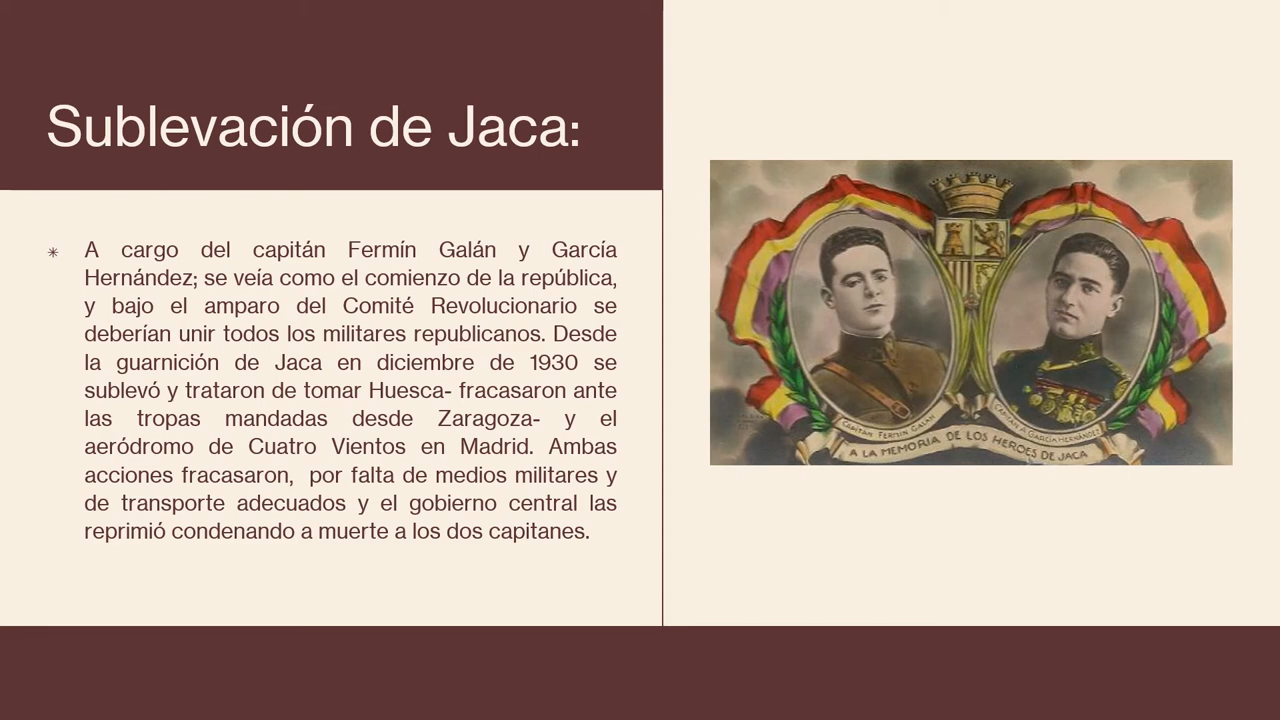 Sublevación de Jaca:
A cargo del capitán Fermín Galán y García
Hernández; se veía como el comienzo de la república,
y bajo el amparo del Comité Revolucionario se
deberían unir todos los militares republicanos. Desde
la guarnición de Jaca en diciembre de 1930 se
sublevó y trataron de tomar Huesca- fracasaron ante
las tropas mandadas desde Zaragoza- y el
aeródromo de Cuatro Vientos en Madrid. Ambas
acciones fracasaron,  por falta de medios militares y
de transporte adecuados y el gobierno central las
reprimió condenando a muerte a los dos capitanes.
CAPITAN FERMIN GALAN
CAPITAN A. GARCIA HERNANDEZ
A LA MEMORIA DE LOS HEROES DE JACA